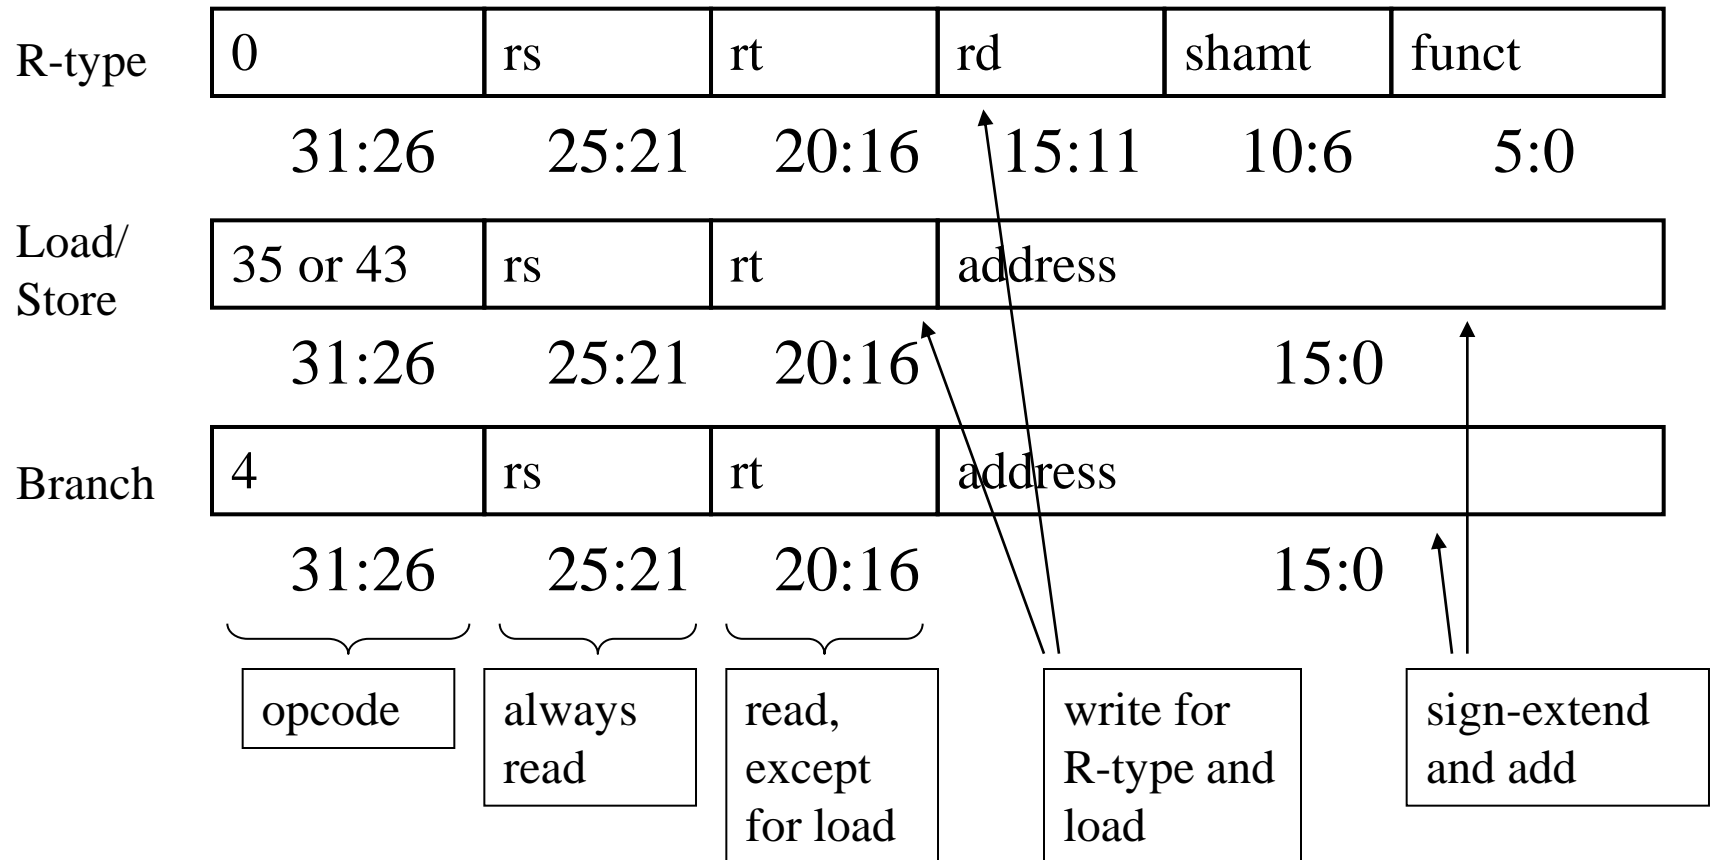 R-type 0 rs rt rd shamt funct
31:26 25:21 20:16 15:11 10:6 5:0
Load/
Store
35 or 43 rs rt address
31:26 25:21 20:16 15:0
Branch 4 rs rt address
31:26 25:21 20:16 15:0
opcode
always
read
read,
except
for load
write for
R-type and
load
sign-extend
and add